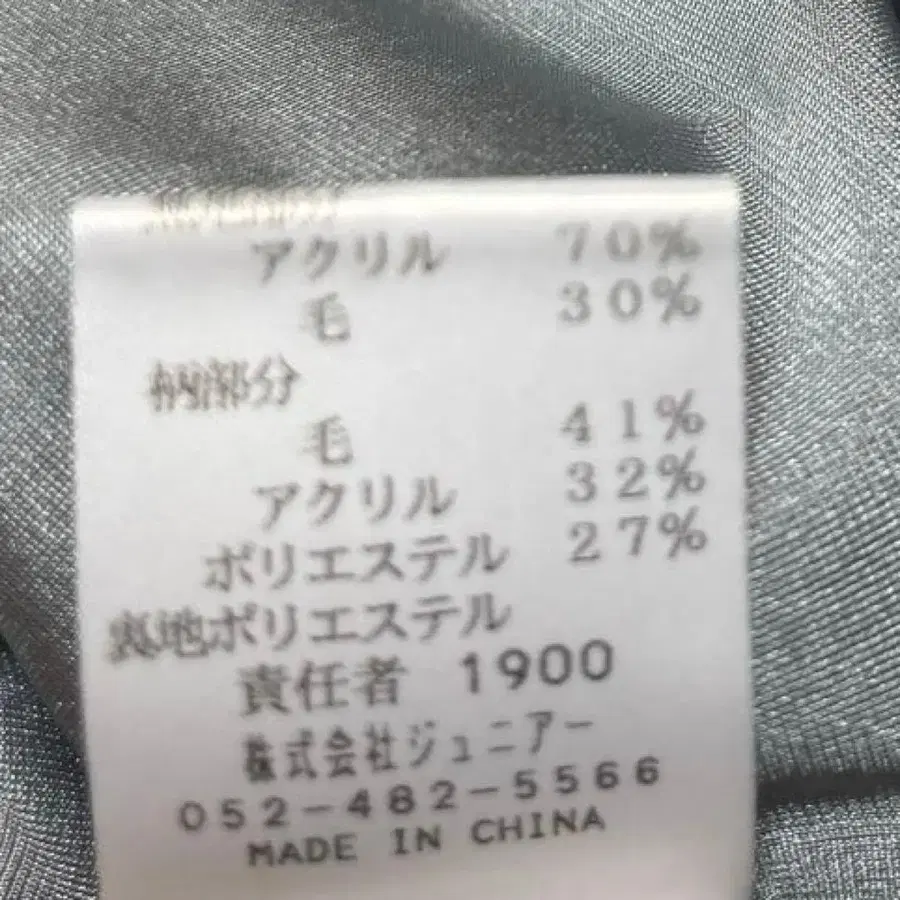 アクリル 70%
毛 30%
柄部分
毛 41%
アクリル 32%
ポリエステル 27%
裏地ポリエステル
責任者 1900
株式会社ジュニアー
052-482-5566
MADE IN CHINA